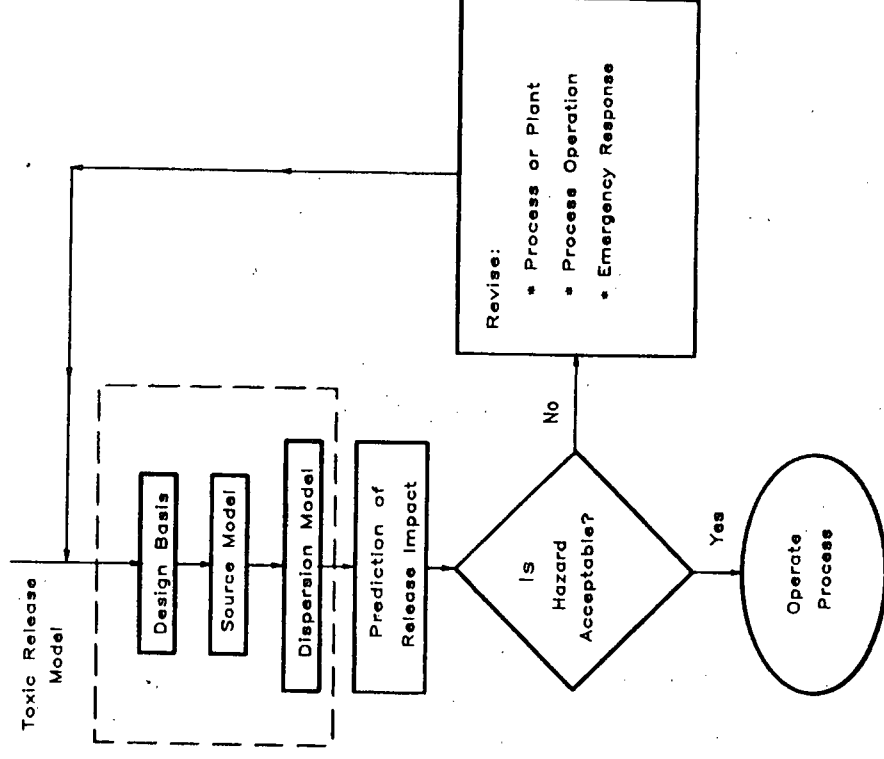 Toxic Release
Model
Design Basis
Source Model
Dispersion Model
Prediction of
Release Impact
Is
Hazard
Acceptable?
No
Revise:
* Process or Plant
* Process Operation
* Emergency Response
Yes
Operate
Process